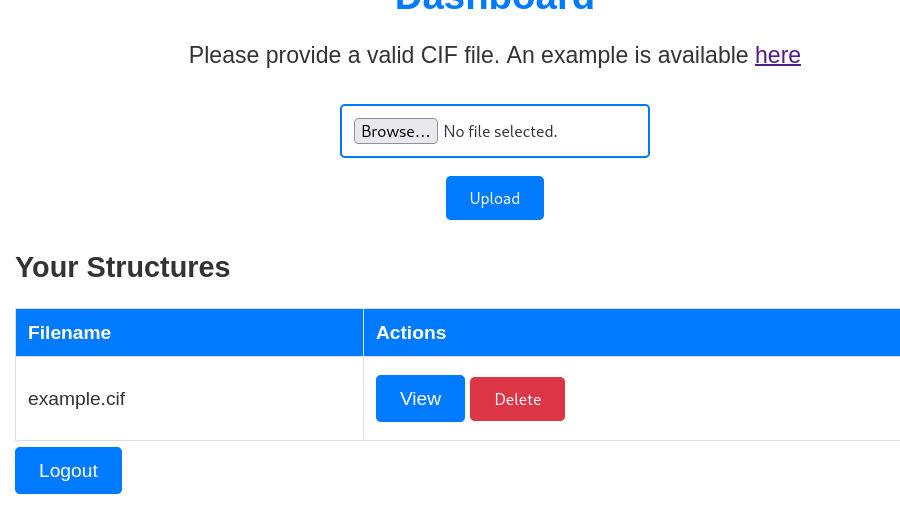 Dashboard
Please provide a valid CIF file. An example is available here
Browse... No file selected.
Upload
Your Structures
Filename Actions
example.cif View Delete
Logout